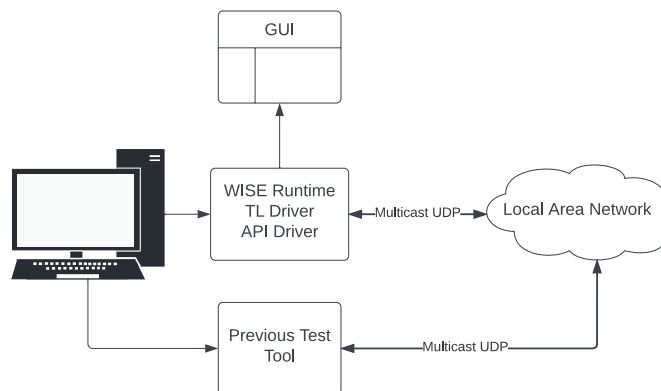 GUI
WISE Runtime
TL Driver
API Driver
Multicast UDP
Local Area Network
Previous Test
Tool
Multicast UDP